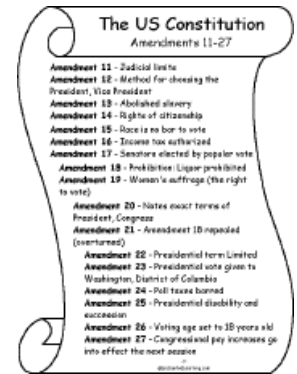 The US Constitution
Amendments 11-27
Amendment 11 - Judicial limits
Amendment 12 - Method for choosing the
President, Vice President
Amendment 13 - Abolished slavery
Amendment 14 - Rights of citizenship
Amendment 15 - Race is no bar to vote
Amendment 16 - Income tax authorized
Amendment 17 - Senators elected by popular vote
Amendment 18 - Prohibition: Liquor prohibited
Amendment 19 - Women's suffrage (the right
to vote)
Amendment 20 - Notes exact terms of
President, Congress
Amendment 21 - Amendment 18 repealed
(overturned)
Amendment 22 - Presidential term Limited
Amendment 23 - Presidential vote given to
Washington, District of Columbia
Amendment 24 - Poll taxes barred
Amendment 25 - Presidential disability and
succession
Amendment 26 - Voting age set to 18 years old
Amendment 27 - Congressional pay increases go
into effect the next session